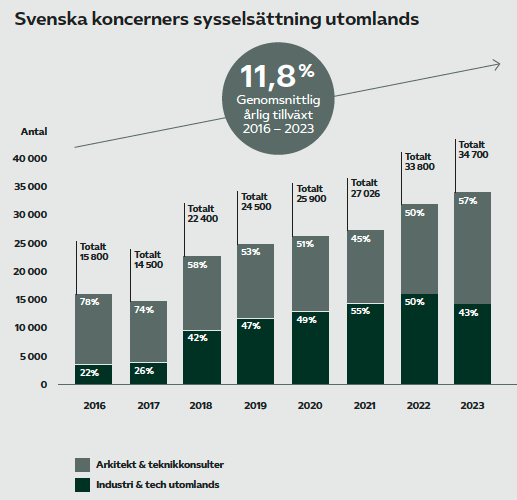 Svenska koncerners sysselsättning utomlands
11,8%
Genomsnittlig
årlig tillväxt
2016 – 2023
Antal
40 000
35 000
30 000
25 000
20 000
15 000
10 000
5 000
0
Totalt
15 800
78%
22%
Totalt
14 500
74%
26%
Totalt
22 400
58%
42%
Totalt
24 500
53%
47%
Totalt
25 900
51%
49%
Totalt
27 026
45%
55%
Totalt
33 800
50%
50%
Totalt
34 700
57%
43%
2016
2017
2018
2019
2020
2021
2022
2023
Arkitekt & teknikkonsulter
Industri & tech utomlands